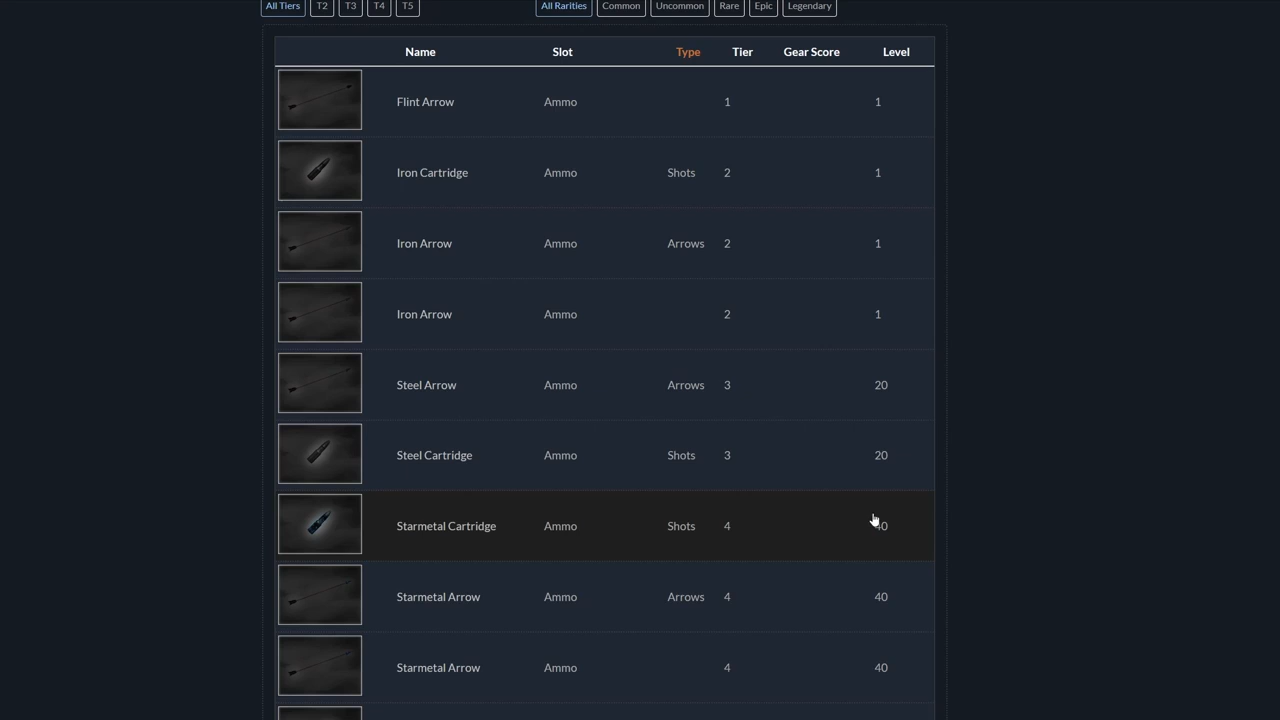 All Tiers T2 T3 T4 T5 All Rarities Common Uncommon Rare Epic Legendary
Name Slot Type Tier Gear Score Level
Flint Arrow Ammo 1 1
Iron Cartridge Ammo Shots 2 1
Iron Arrow Ammo Arrows 2 1
Iron Arrow Ammo 2 1
Steel Arrow Ammo Arrows 3 20
Steel Cartridge Ammo Shots 3 20
Starmetal Cartridge Ammo Shots 4 40
Starmetal Arrow Ammo Arrows 4 40
Starmetal Arrow Ammo 4 40